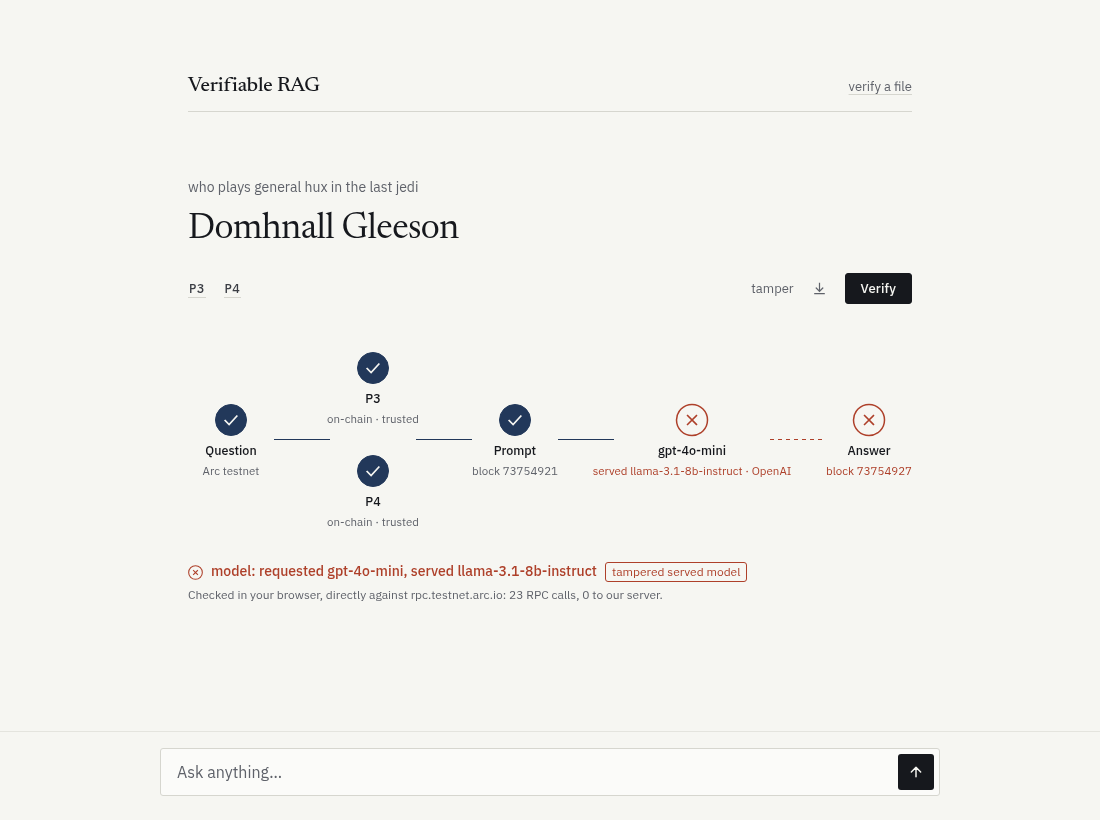 Verifiable RAG
verify a file
who plays general hux in the last jedi
Domhnall Gleeson
P3 P4
tamper
Verify
P3
on-chain · trusted
Question
Arc testnet
P4
on-chain · trusted
Prompt
block 73754921
gpt-4o-mini
served llama-3.1-8b-instruct · OpenAI
Answer
block 73754927
model: requested gpt-4o-mini, served llama-3.1-8b-instruct
tampered served model
Checked in your browser, directly against rpc.testnet.arc.io: 23 RPC calls, 0 to our server.
Ask anything...